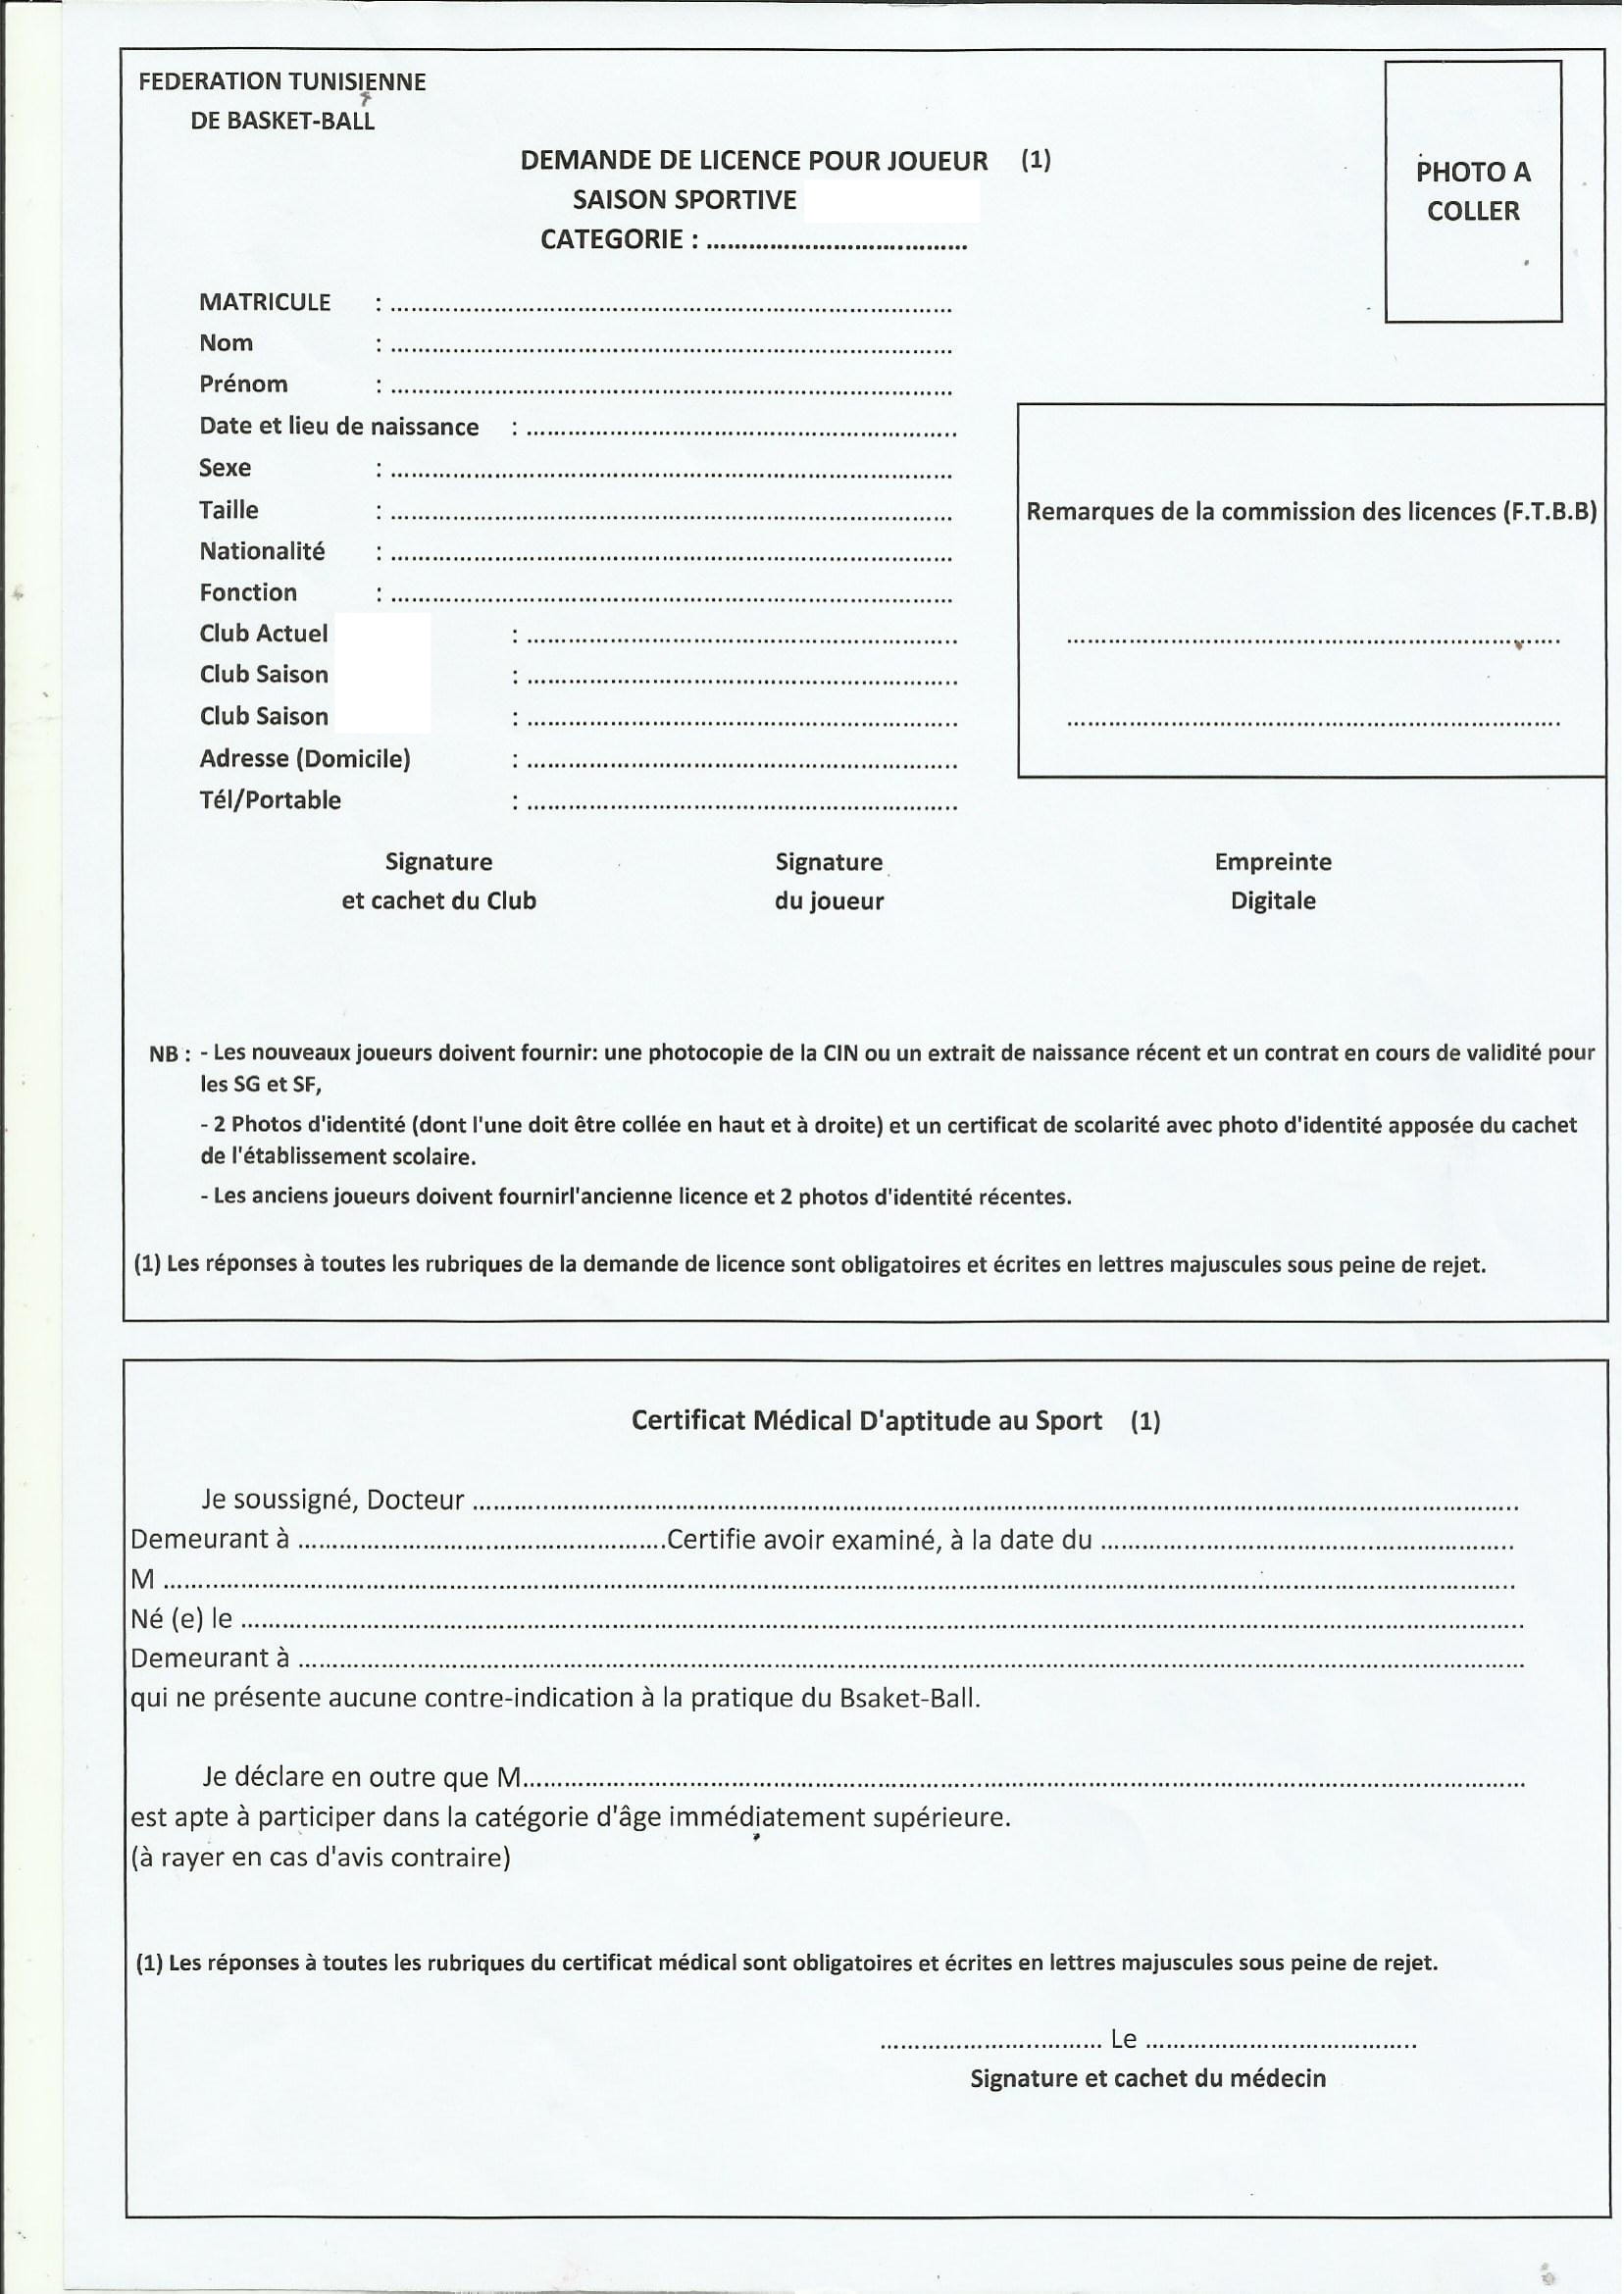 FEDERATION TUNISIENNE
DE BASKET-BALL
DEMANDE DE LICENCE POUR JOUEUR (1)
SAISON SPORTIVE
CATEGORIE : ....................................
PHOTO A
COLLER
MATRICULE : ....................................
Nom : ....................................
Prénom : ....................................
Date et lieu de naissance : ....................................
Sexe : ....................................
Taille : ....................................
Nationalité : ....................................
Fonction : ....................................
Club Actuel : ....................................
Club Saison : ....................................
Club Saison : ....................................
Adresse (Domicile) : ....................................
Tél/Portable : ....................................
Remarques de la commission des licences (F.T.B.B)
....................................
....................................
Signature
et cachet du Club
Signature
du joueur
Empreinte
Digitale
NB : - Les nouveaux joueurs doivent fournir: une photocopie de la CIN ou un extrait de naissance récent et un contrat en cours de validité pour
les SG et SF,
- 2 Photos d'identité (dont l'une doit être collée en haut et à droite) et un certificat de scolarité avec photo d'identité apposée du cachet
de l'établissement scolaire.
- Les anciens joueurs doivent fournirl'ancienne licence et 2 photos d'identité récentes.
(1) Les réponses à toutes les rubriques de la demande de licence sont obligatoires et écrites en lettres majuscules sous peine de rejet.
Certificat Médical D'aptitude au Sport (1)
Je soussigné, Docteur ....................................
Demeurant à ....................................Certifie avoir examiné, à la date du ....................................
M ....................................
Né (e) le ....................................
Demeurant à ....................................
qui ne présente aucune contre-indication à la pratique du Bsaket-Ball.
Je déclare en outre que M....................................
est apte à participer dans la catégorie d'âge immédiatement supérieure.
(à rayer en cas d'avis contraire)
(1) Les réponses à toutes les rubriques du certificat médical sont obligatoires et écrites en lettres majuscules sous peine de rejet.
.................................... Le ....................................
Signature et cachet du médecin